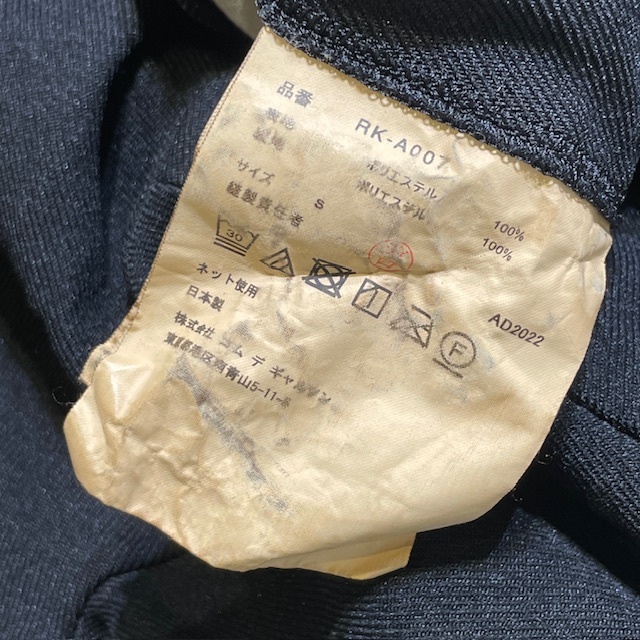 品番 RK-A007
表地 ポリエステル 100%
裏地 ポリエステル 100%
サイズ S
縫製責任者
30 F
ネット使用
日本製 AD2022
株式会社 コム デ ギャルソン
東京都港区南青山5-11-